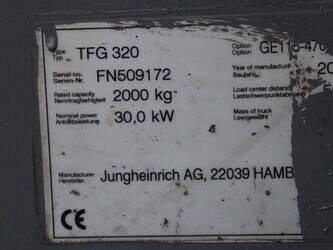 Type Typ TFG 320 Option Option GE115-470
Serial-no. Serien-Nr. FN509172 Year of manufacture Baujahr 20
Rated capacity Nenntragfaehigkeit 2000 kg Load center distance Lastschwerpunktabstand
Nominal power Antriebsleistung 30,0 kW Mass of truck Leergewicht
Manufacturer Hersteller Jungheinrich AG, 22039 HAMB
CE